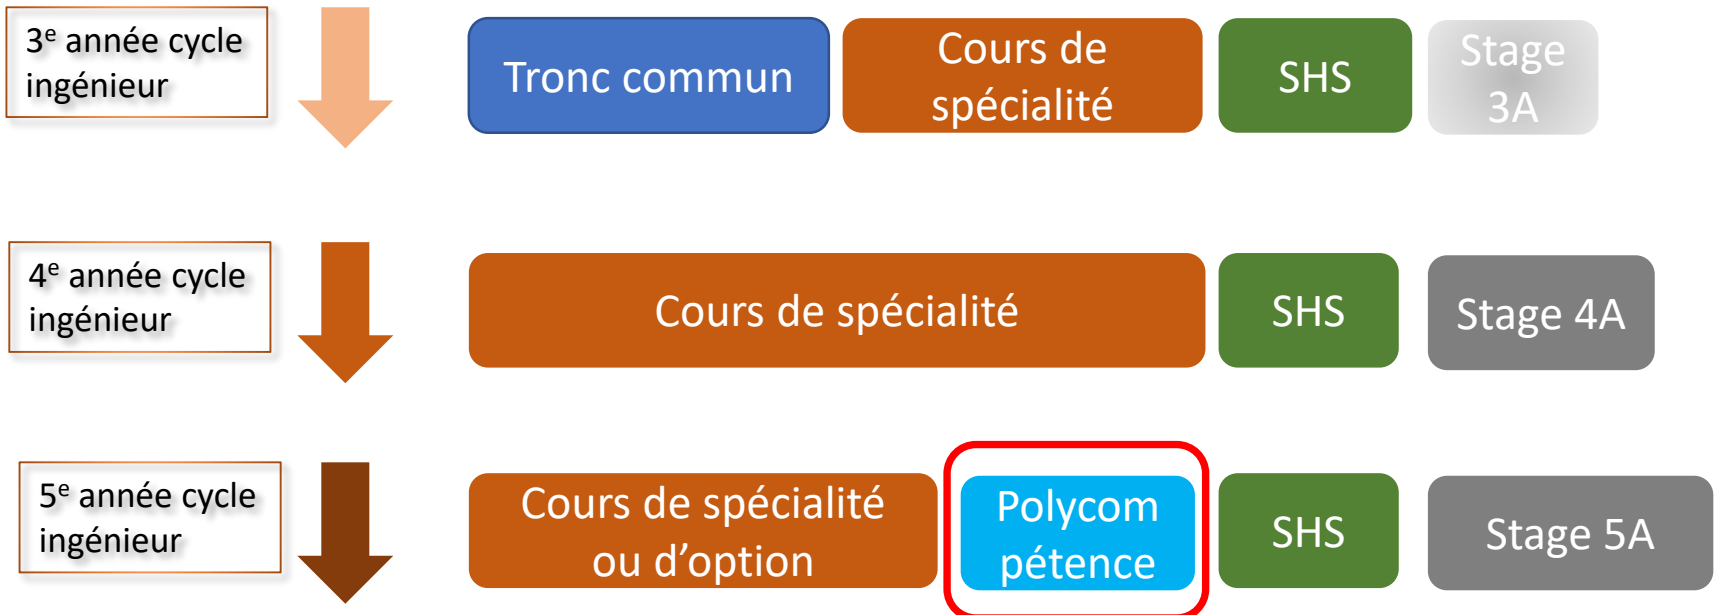 3e année cycle
ingénieur
Tronc commun
Cours de
spécialité
SHS
Stage
3A
4e année cycle
ingénieur
Cours de spécialité
SHS
Stage 4A
5e année cycle
ingénieur
Cours de spécialité
ou d’option
Polycom
pétence
SHS
Stage 5A